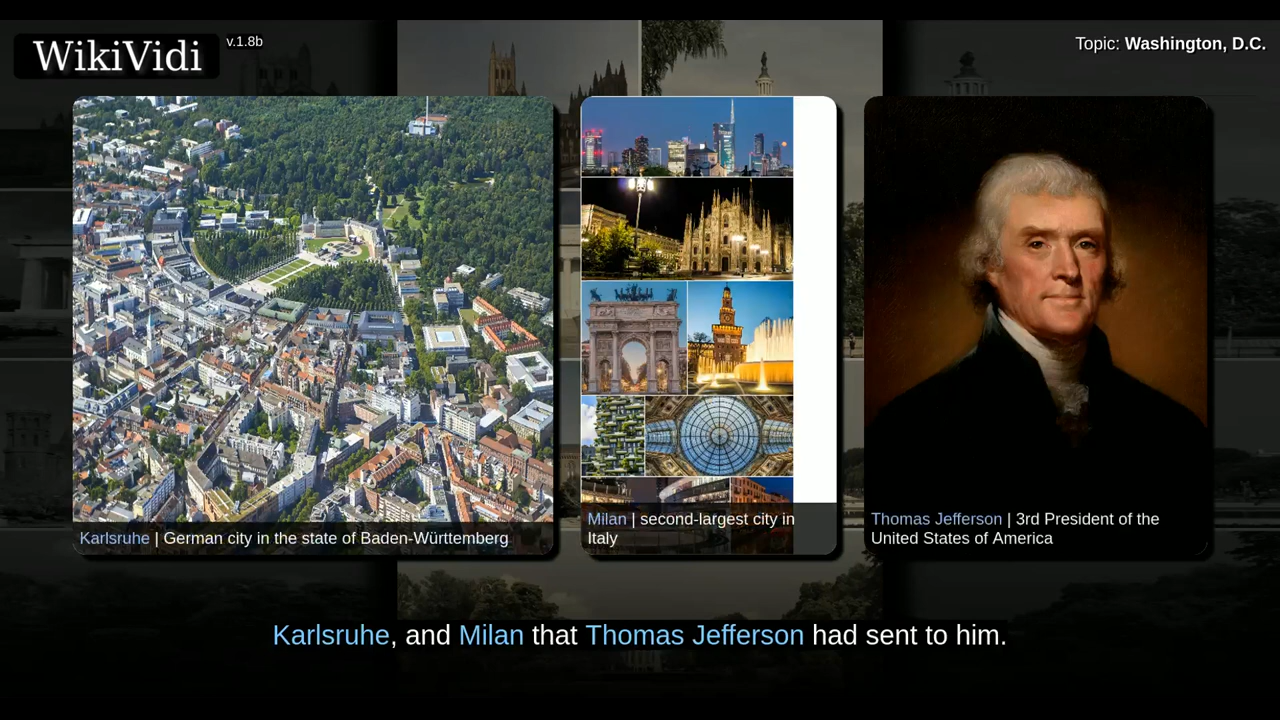 WikiVidi
v.1.8b
Topic: Washington, D.C.
Karlsruhe | German city in the state of Baden-Württemberg
Milan | second-largest city in
Italy
Thomas Jefferson | 3rd President of the
United States of America
Karlsruhe, and Milan that Thomas Jefferson had sent to him.